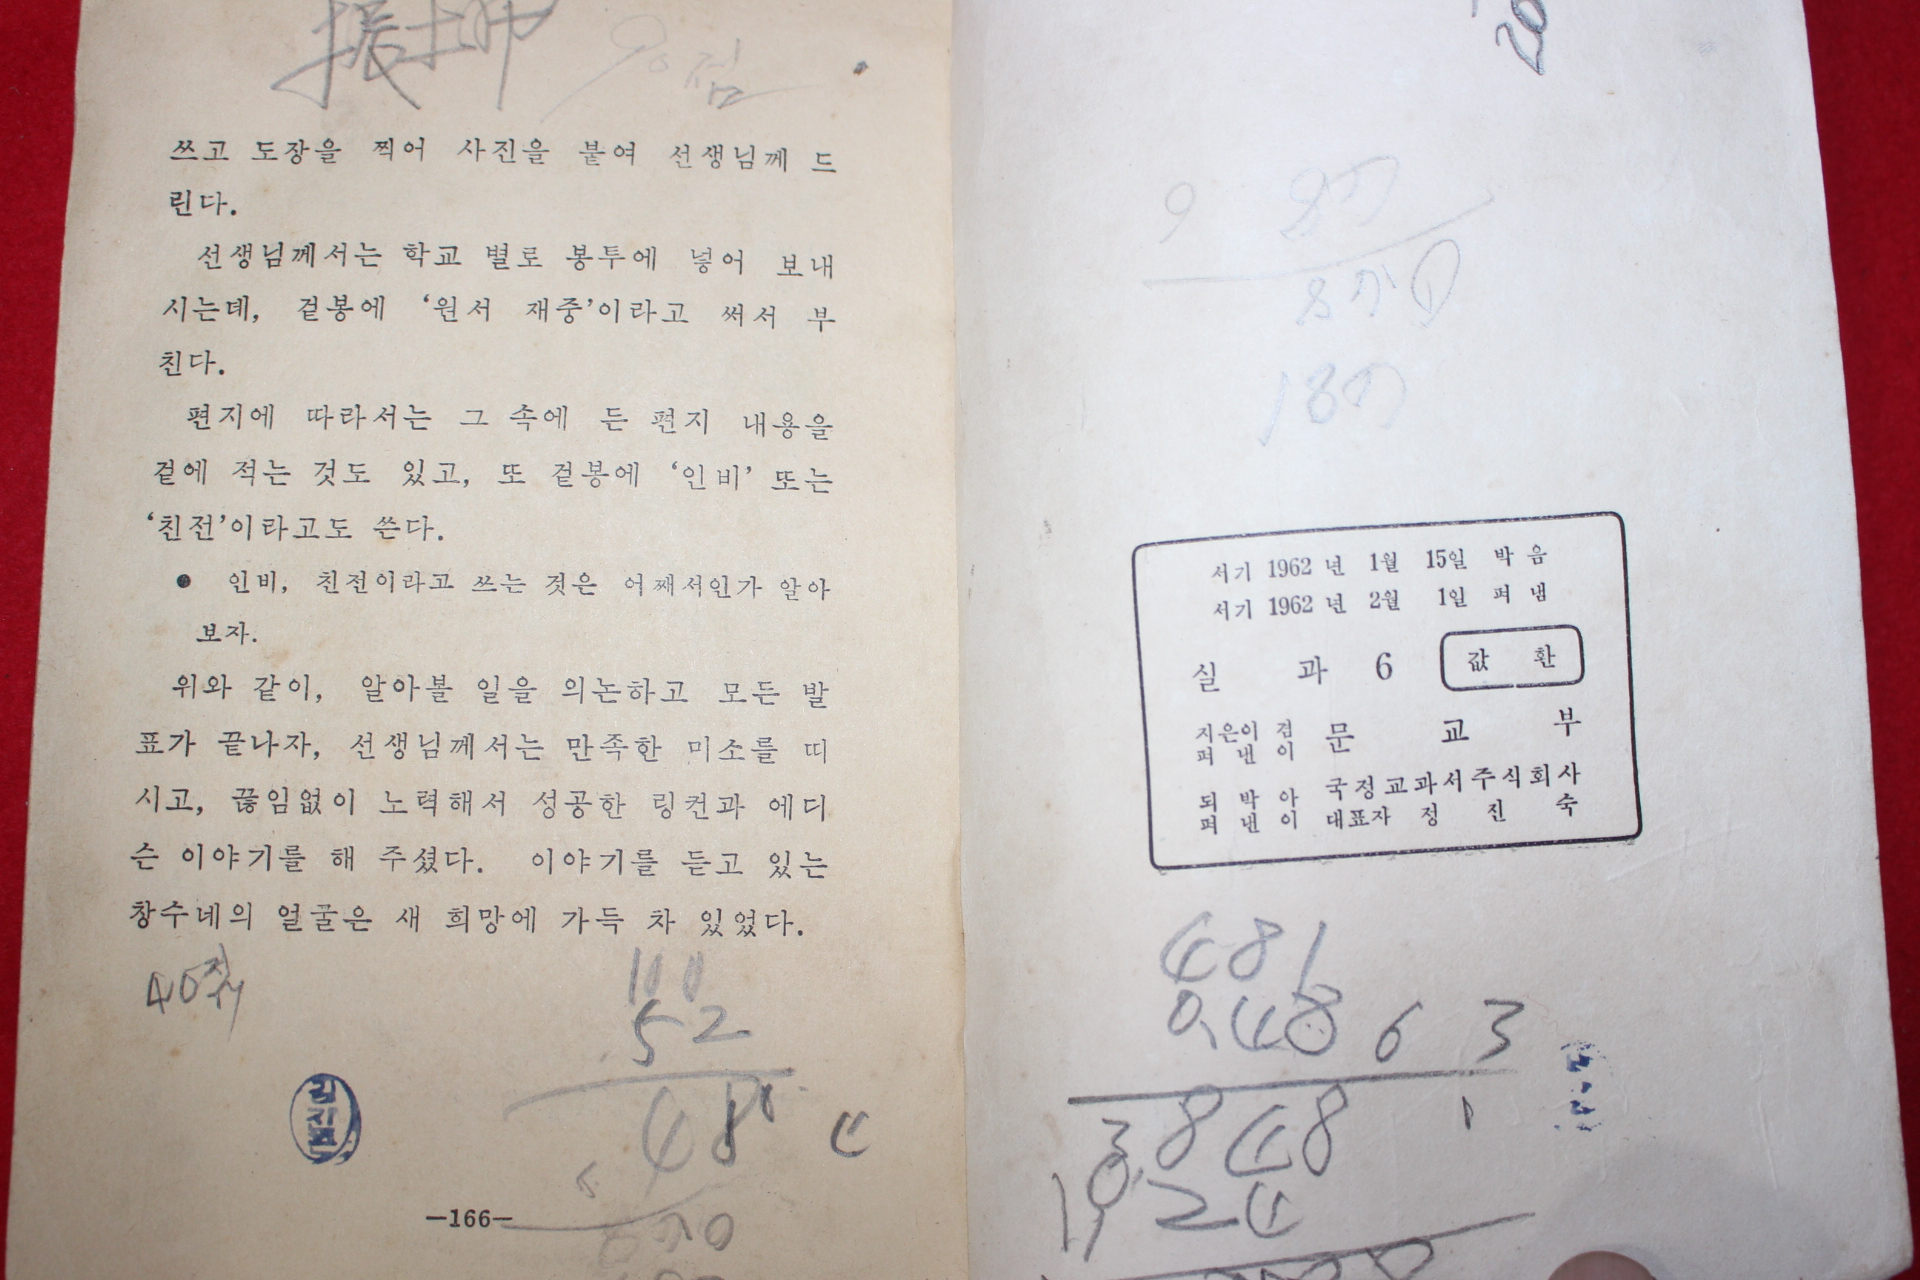 90점
쓰고 도장을 찍어 사진을 붙여 선생님께 드
린다.
선생님께서는 학교 별로 봉투에 넣어 보내
시는데, 겉봉에 ‘원서 재중’이라고 써서 부
친다.
편지에 따라서는 그 속에 든 편지 내용을
겉에 적는 것도 있고, 또 겉봉에 ‘인비’ 또는
‘친전’이라고도 쓴다.
● 인비, 친전이라고 쓰는 것은 어째서인가 알아
보자.
위와 같이, 알아볼 일을 의논하고 모든 발
표가 끝나자, 선생님께서는 만족한 미소를 띠
시고, 끊임없이 노력해서 성공한 링컨과 에디
슨 이야기를 해 주셨다. 이야기를 듣고 있는
창수네의 얼굴은 새 희망에 가득 차 있었다.
100
52
48
—166—
20
서기 1962 년 1월 15일 박음
서기 1962 년 2월 1일 펴냄
실 과 6 값 환
지은이 겸
펴 낸 이 문 교 부
되 박 아
펴 낸 이 국정교과서주식회사
대표자 정 진 숙
481
0.48 6 3
3848